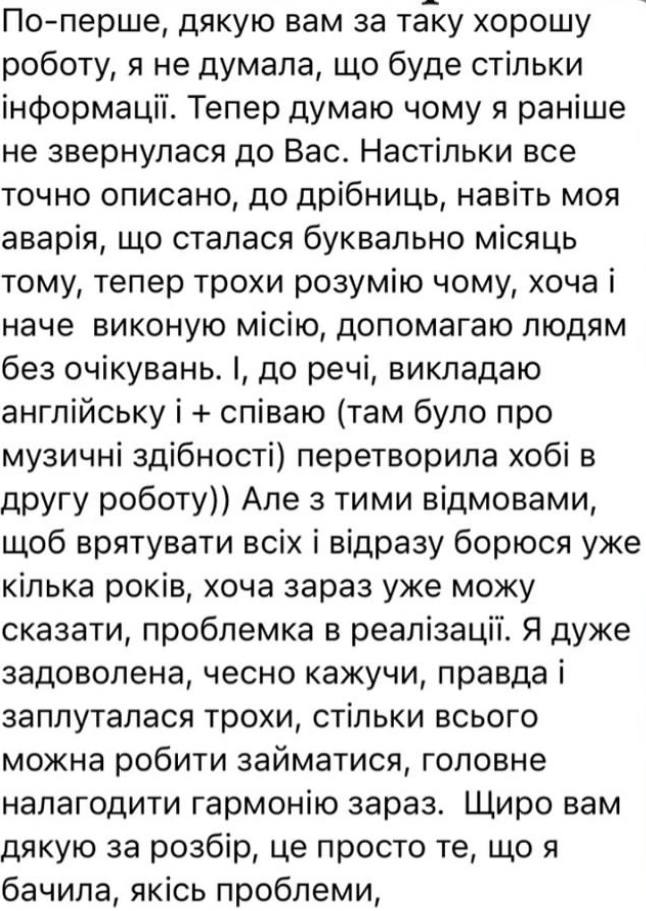 По-перше, дякую вам за таку хорошу
роботу, я не думала, що буде стільки
інформації. Тепер думаю чому я раніше
не звернулася до Вас. Настільки все
точно описано, до дрібниць, навіть моя
аварія, що сталася буквально місяць
тому, тепер трохи розумію чому, хоча і
наче  виконую місію, допомагаю людям
без очікувань. І, до речі, викладаю
англійську і + співаю (там було про
музичні здібності) перетворила хобі в
другу роботу)) Але з тими відмовами,
щоб врятувати всіх і відразу борюся уже
кілька років, хоча зараз уже можу
сказати, проблемка в реалізації. Я дуже
задоволена, чесно кажучи, правда і
заплуталася трохи, стільки всього
можна робити займатися, головне
налагодити гармонію зараз.  Щиро вам
дякую за розбір, це просто те, що я
бачила, якісь проблеми,